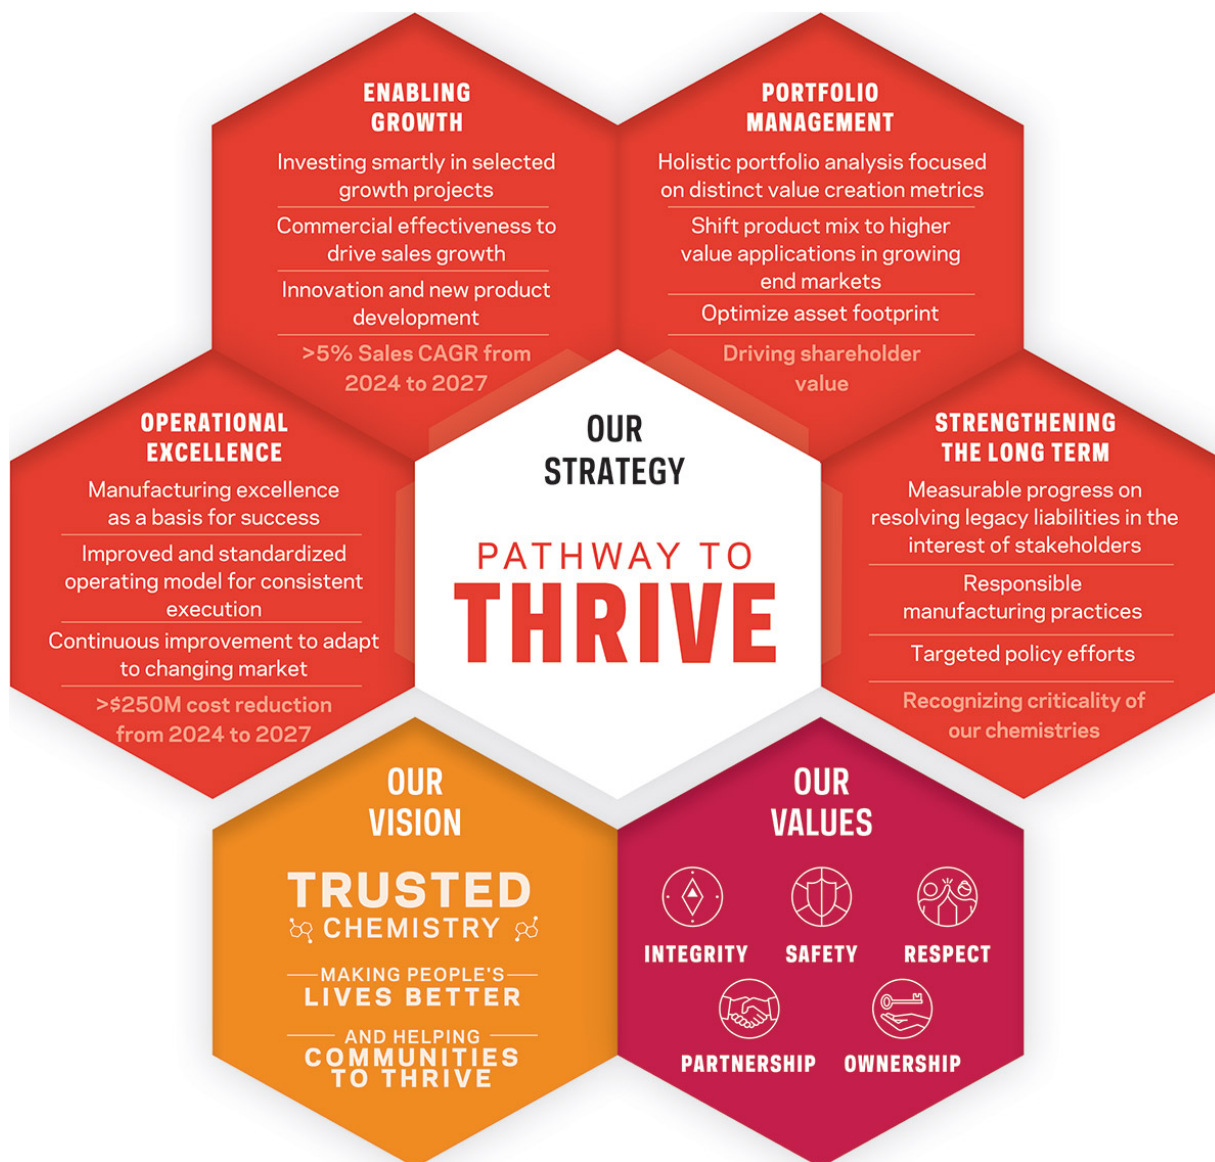 ENABLING
GROWTH
Investing smartly in selected
growth projects
Commercial effectiveness to
drive sales growth
Innovation and new product
development
>5% Sales CAGR from
2024 to 2027
PORTFOLIO
MANAGEMENT
Holistic portfolio analysis focused
on distinct value creation metrics
Shift product mix to higher
value applications in growing
end markets
Optimize asset footprint
Driving shareholder
value
OPERATIONAL
EXCELLENCE
Manufacturing excellence
as a basis for success
Improved and standardized
operating model for consistent
execution
Continuous improvement to adapt
to changing market
>$250M cost reduction
from 2024 to 2027
OUR
STRATEGY
PATHWAY TO
THRIVE
STRENGTHENING
THE LONG TERM
Measurable progress on
resolving legacy liabilities in the
interest of stakeholders
Responsible
manufacturing practices
Targeted policy efforts
Recognizing criticality of
our chemistries
OUR
VISION
TRUSTED
CHEMISTRY
MAKING PEOPLE'S
LIVES BETTER
AND HELPING
COMMUNITIES
TO THRIVE
OUR
VALUES
INTEGRITY
SAFETY
RESPECT
PARTNERSHIP
OWNERSHIP